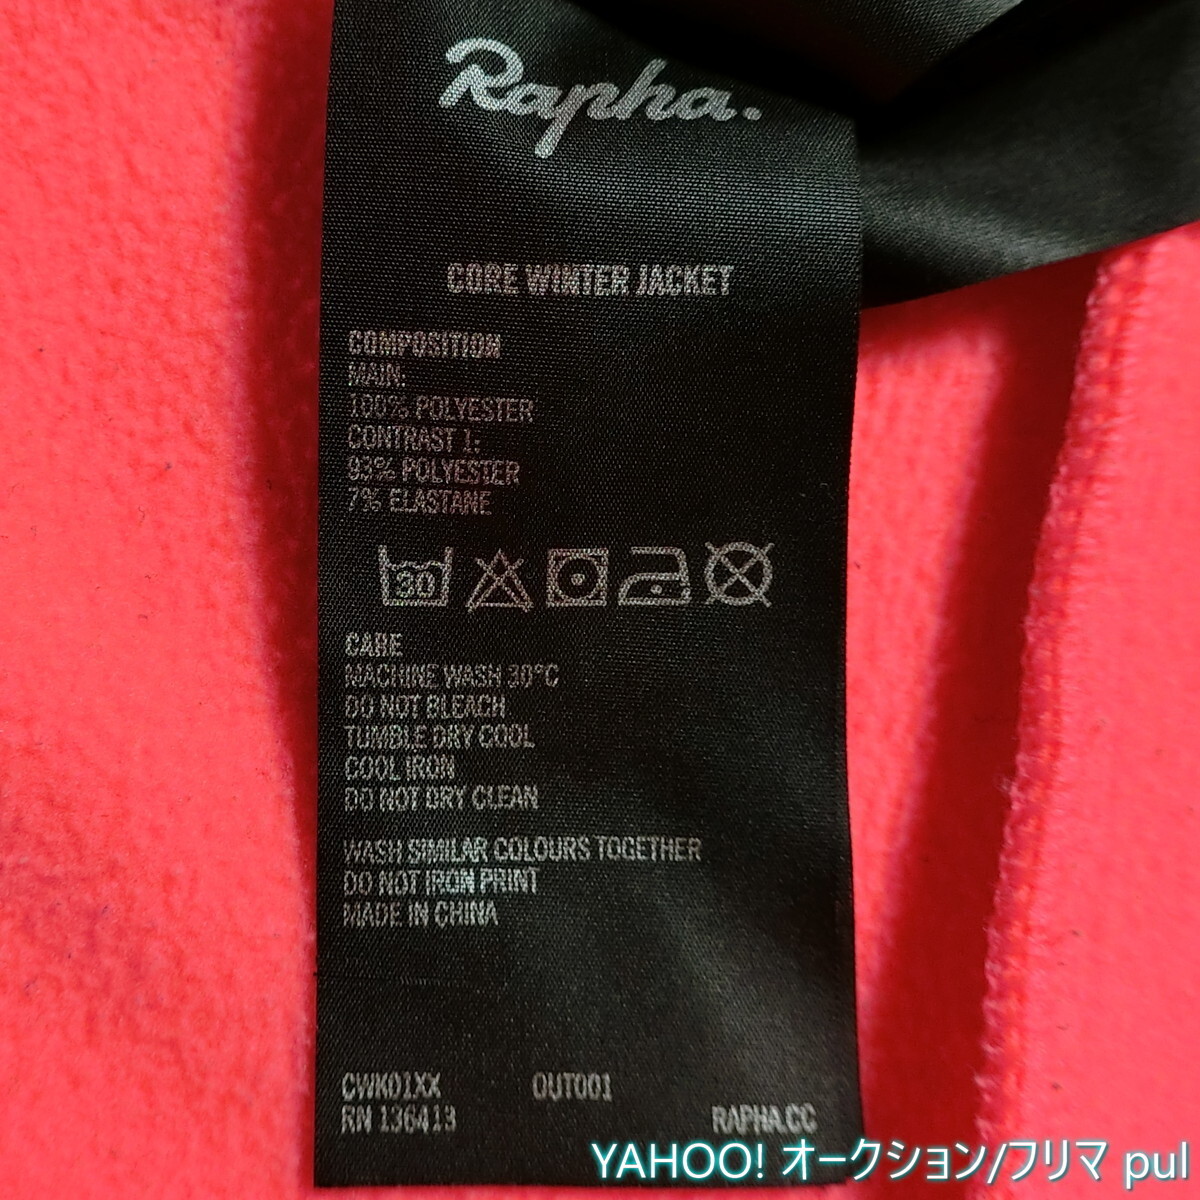 Rapha.
CORE WINTER JACKET
COMPOSITION
MAIN:
100% POLYESTER
CONTRAST 1:
93% POLYESTER
7% ELASTANE
30
CARE
MACHINE WASH 30°C
DO NOT BLEACH
TUMBLE DRY COOL
COOL IRON
DO NOT DRY CLEAN
WASH SIMILAR COLOURS TOGETHER
DO NOT IRON PRINT
MADE IN CHINA
CWK01XX OUT001
RN 136413 RAPHA.CC
YAHOO! オークション/フリマ pul